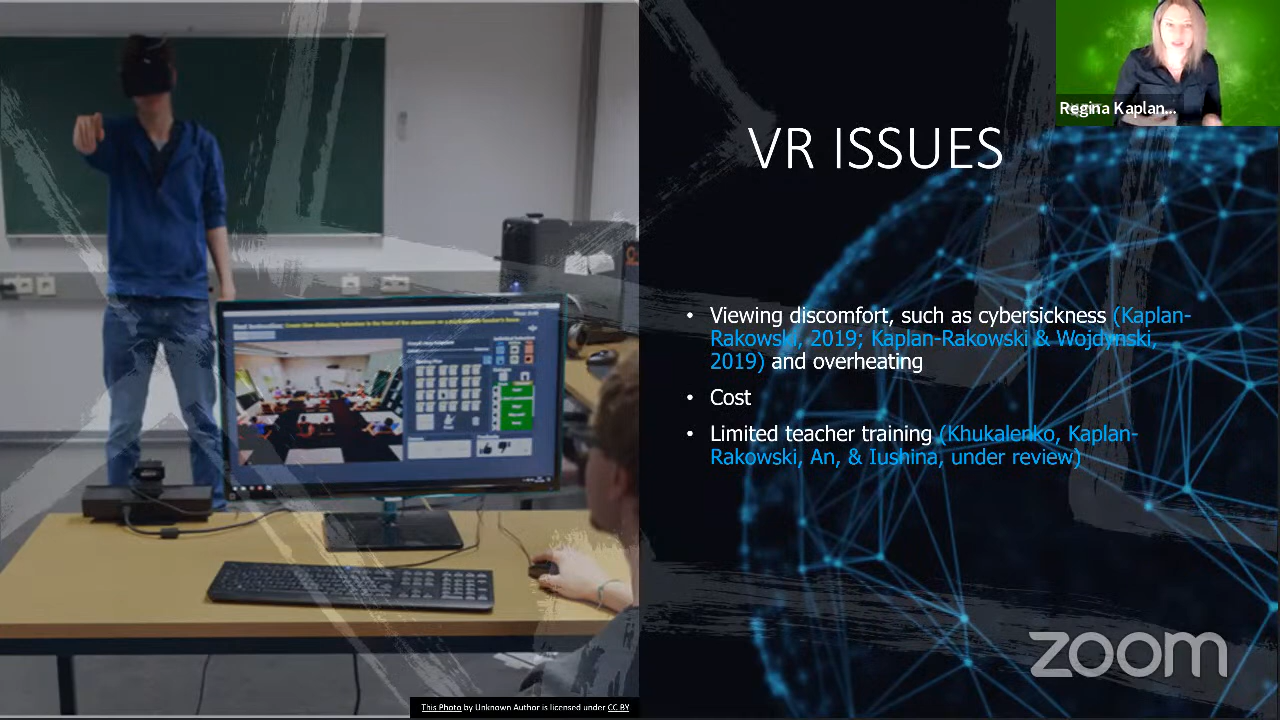 Regina Kaplan...
VR ISSUES
• Viewing discomfort, such as cybersickness (Kaplan-
Rakowski, 2019; Kaplan-Rakowski & Wojdynski,
2019) and overheating
• Cost
• Limited teacher training (Khukalenko, Kaplan-
Rakowski, An, & Iushina, under review)
zoom
This Photo by Unknown Author is licensed under CC BY